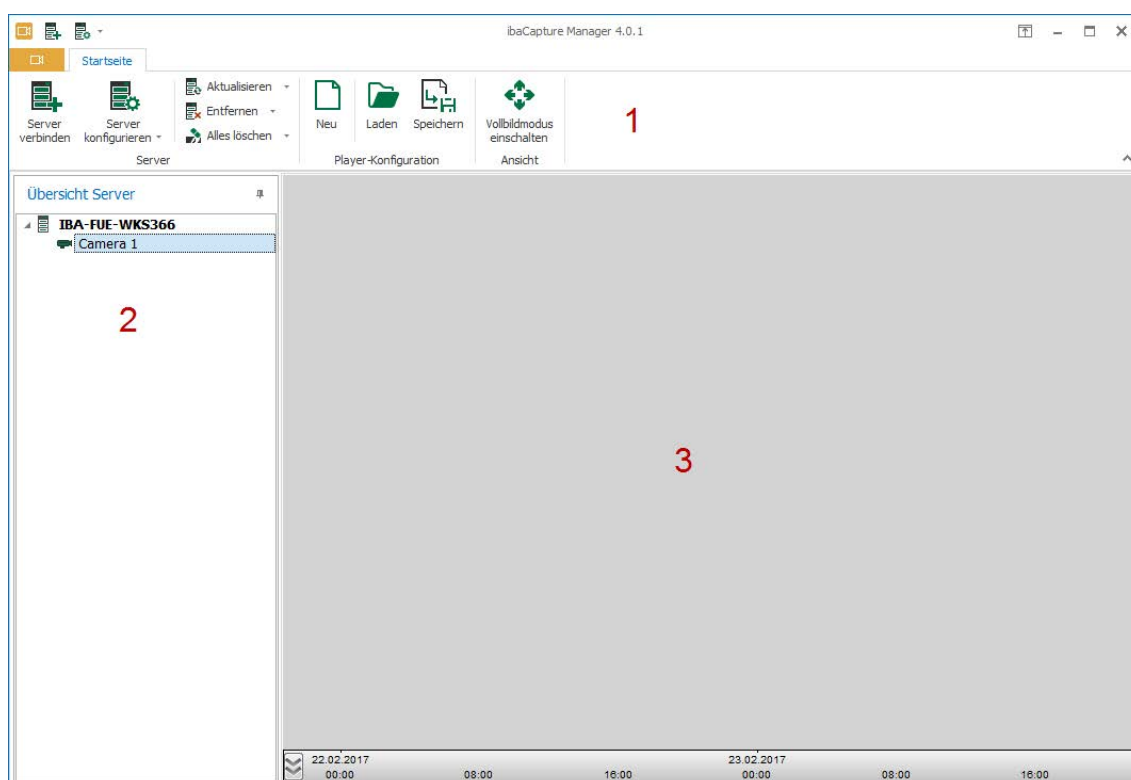 ibaCapture Manager 4.0.1
Startseite
Server verbinden
Server konfigurieren
Aktualisieren
Entfernen
Alles löschen
Neu
Laden
Speichern
Vollbildmodus einschalten
1
Server
Player-Konfiguration
Ansicht
Übersicht Server
IBA-FUE-WKS366
Camera 1
2
3
22.02.2017 23.02.2017
00:00 08:00 16:00 00:00 08:00 16:00